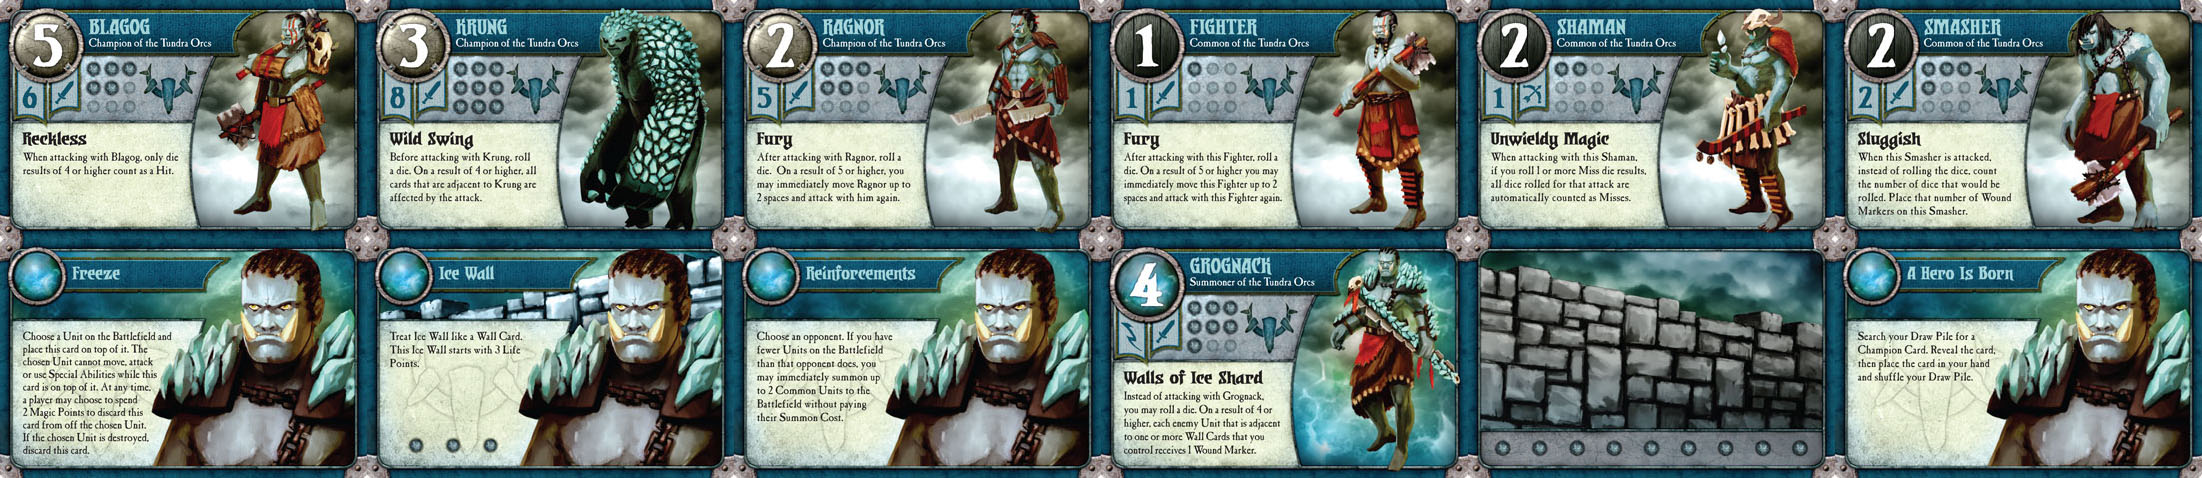 5
BLAGOG
Champion of the Tundra Orcs
6
Reckless
When attacking with Blagog, only die
results of 4 or higher count as a Hit.
3
KRUNG
Champion of the Tundra Orcs
8
Wild Swing
Before attacking with Krung, roll
a die. On a result of 4 or higher, all
cards that are adjacent to Krung are
affected by the attack.
2
RAGNOR
Champion of the Tundra Orcs
5
Fury
After attacking with Ragnor, roll a
die. On a result of 5 or higher, you
may immediately move Ragnor up to
2 spaces and attack with him again.
1
FIGHTER
Common of the Tundra Orcs
1
Fury
After attacking with this Fighter, roll a
die. On a result of 5 or higher you may
immediately move this Fighter up to 2
spaces and attack with this Fighter again.
2
SHAMAN
Common of the Tundra Orcs
1
Unwieldy Magic
When attacking with this Shaman,
if you roll 1 or more Miss die results,
all dice rolled for that attack are
automatically counted as Misses.
2
SMASHER
Common of the Tundra Orcs
2
Sluggish
When this Smasher is attacked,
instead of rolling the dice, count
the number of dice that would be
rolled. Place that number of Wound
Markers on this Smasher.
Freeze
Choose a Unit on the Battlefield and
place this card on top of it. The
chosen Unit cannot move, attack
or use Special Abilities while this
card is on top of it. At any time,
a player may choose to spend
2 Magic Points to discard this
card from off the chosen Unit.
If the chosen Unit is destroyed,
discard this card.
Ice Wall
Treat Ice Wall like a Wall Card.
This Ice Wall starts with 3 Life
Points.
Reinforcements
Choose an opponent. If you have
fewer Units on the Battlefield
than that opponent does, you
may immediately summon up
to 2 Common Units to the
Battlefield without paying
their Summon Cost.
4
GROGNACK
Summoner of the Tundra Orcs
Walls of Ice Shard
Instead of attacking with Grognack,
you may roll a die. On a result of 4 or
higher, each enemy Unit that is adjacent
to one or more Wall Cards that you
control receives 1 Wound Marker.
A Hero Is Born
Search your Draw Pile for a
Champion Card. Reveal the card,
then place the card in your hand
and shuffle your Draw Pile.